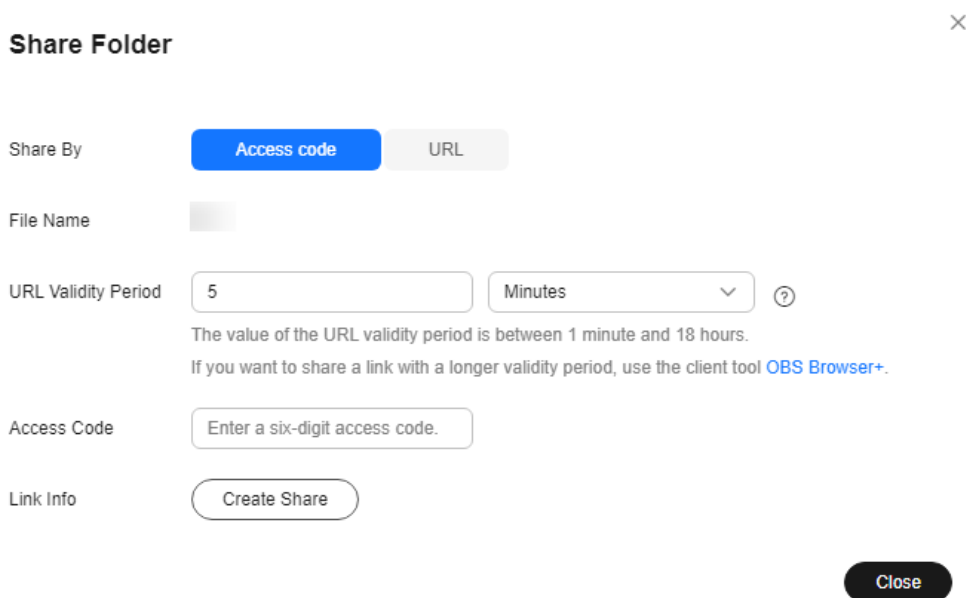 Share Folder
Share By Access code URL
File Name
URL Validity Period 5 Minutes
The value of the URL validity period is between 1 minute and 18 hours.
If you want to share a link with a longer validity period, use the client tool OBS Browser+.
Access Code Enter a six-digit access code.
Link Info Create Share
Close